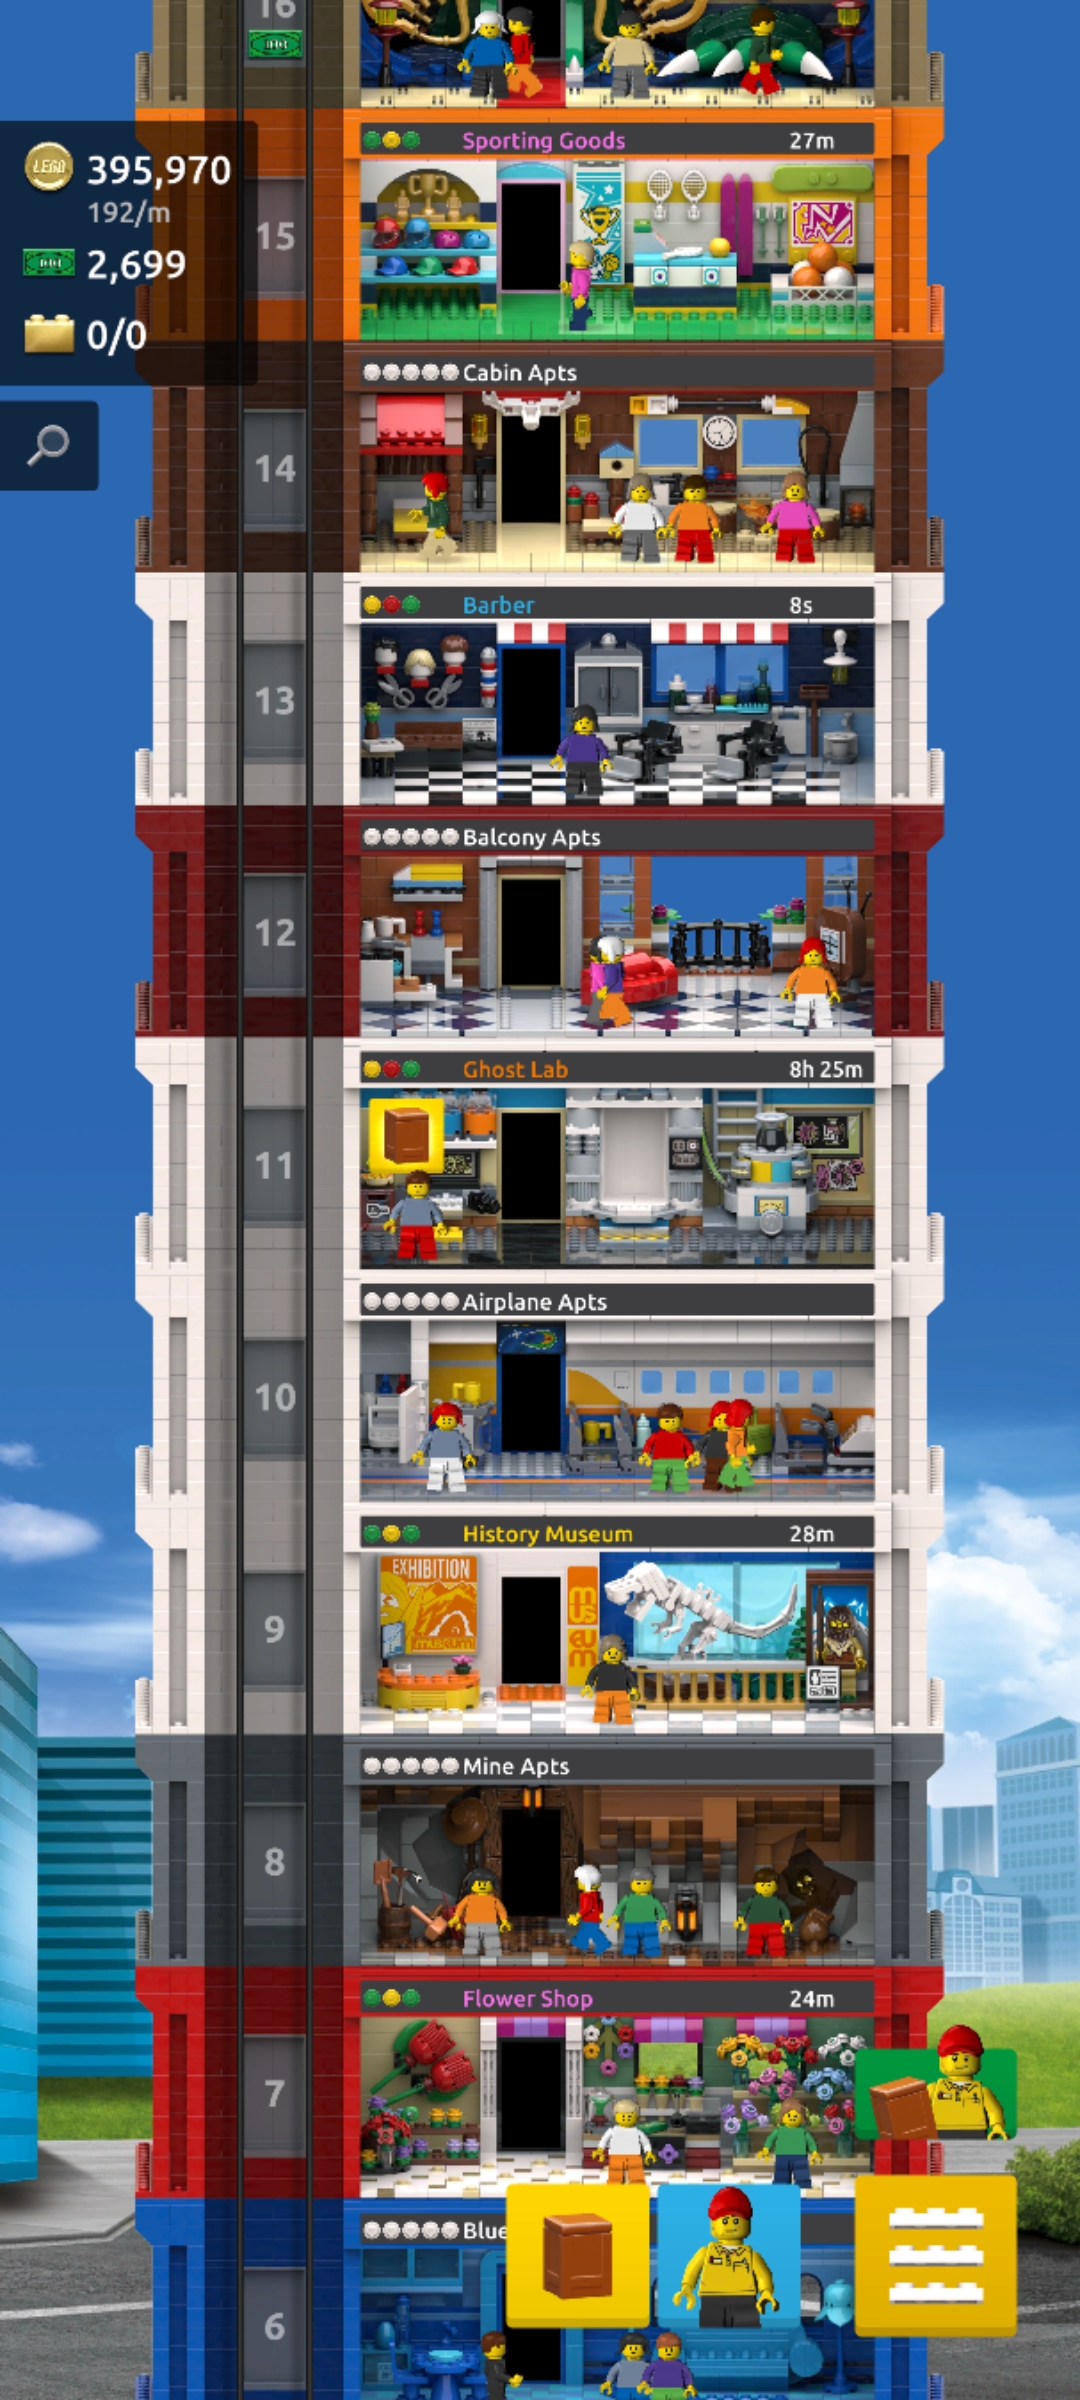 16
Sporting Goods 27m
LEGO 395,970
192/m
2,699
0/0
15
Cabin Apts
14
Barber 8s
13
Balcony Apts
12
Ghost Lab 8h 25m
11
Airplane Apts
10
History Museum 28m
EXHIBITION
museum
mus
eum
9
Mine Apts
8
Flower Shop 24m
7
Blue
6